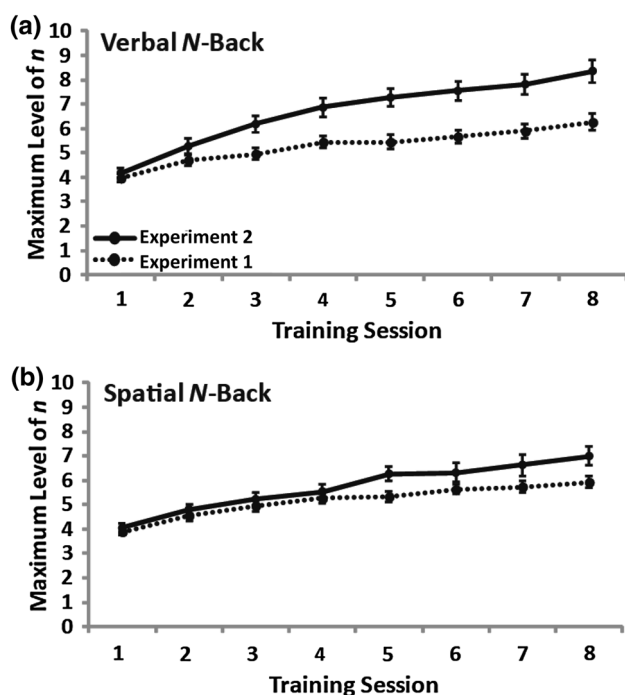 (a)
Verbal N-Back
Maximum Level of n
10
9
8
7
6
5
4
3
2
1
0
Experiment 2
Experiment 1
1 2 3 4 5 6 7 8
Training Session
(b)
Spatial N-Back
Maximum Level of n
10
9
8
7
6
5
4
3
2
1
0
1 2 3 4 5 6 7 8
Training Session